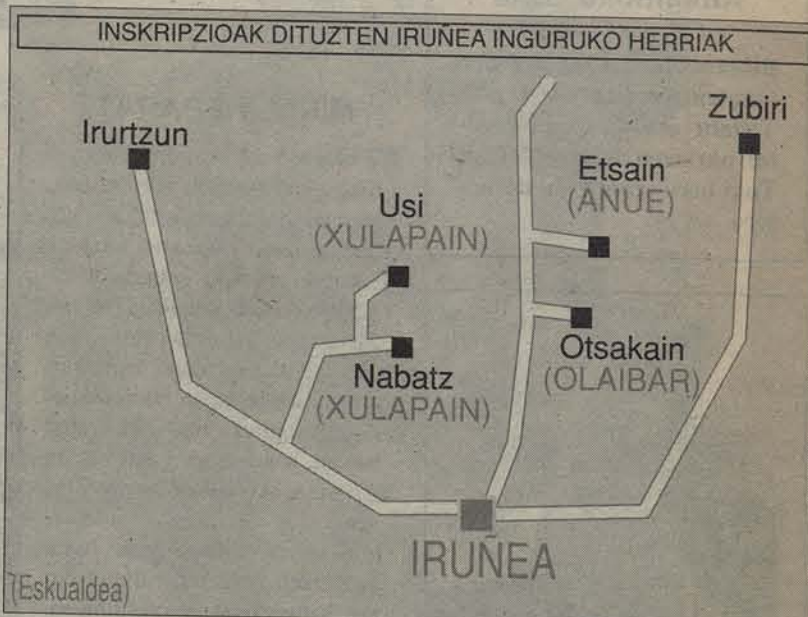 INSKRIPZIOAK DITUZTEN IRUÑEA INGURUKO HERRIAK
Irurtzun
Zubiri
Etsain
(ANUE)
Usi
(XULAPAIN)
Nabatz
(XULAPAIN)
Otsakain
(OLAIBAR)
IRUÑEA
(Eskualdea)